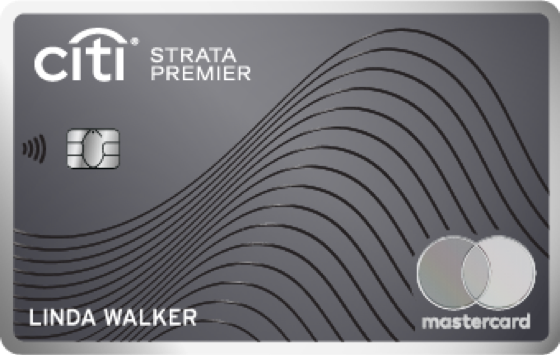 citi®
STRATA
PREMIER
LINDA WALKER
mastercard